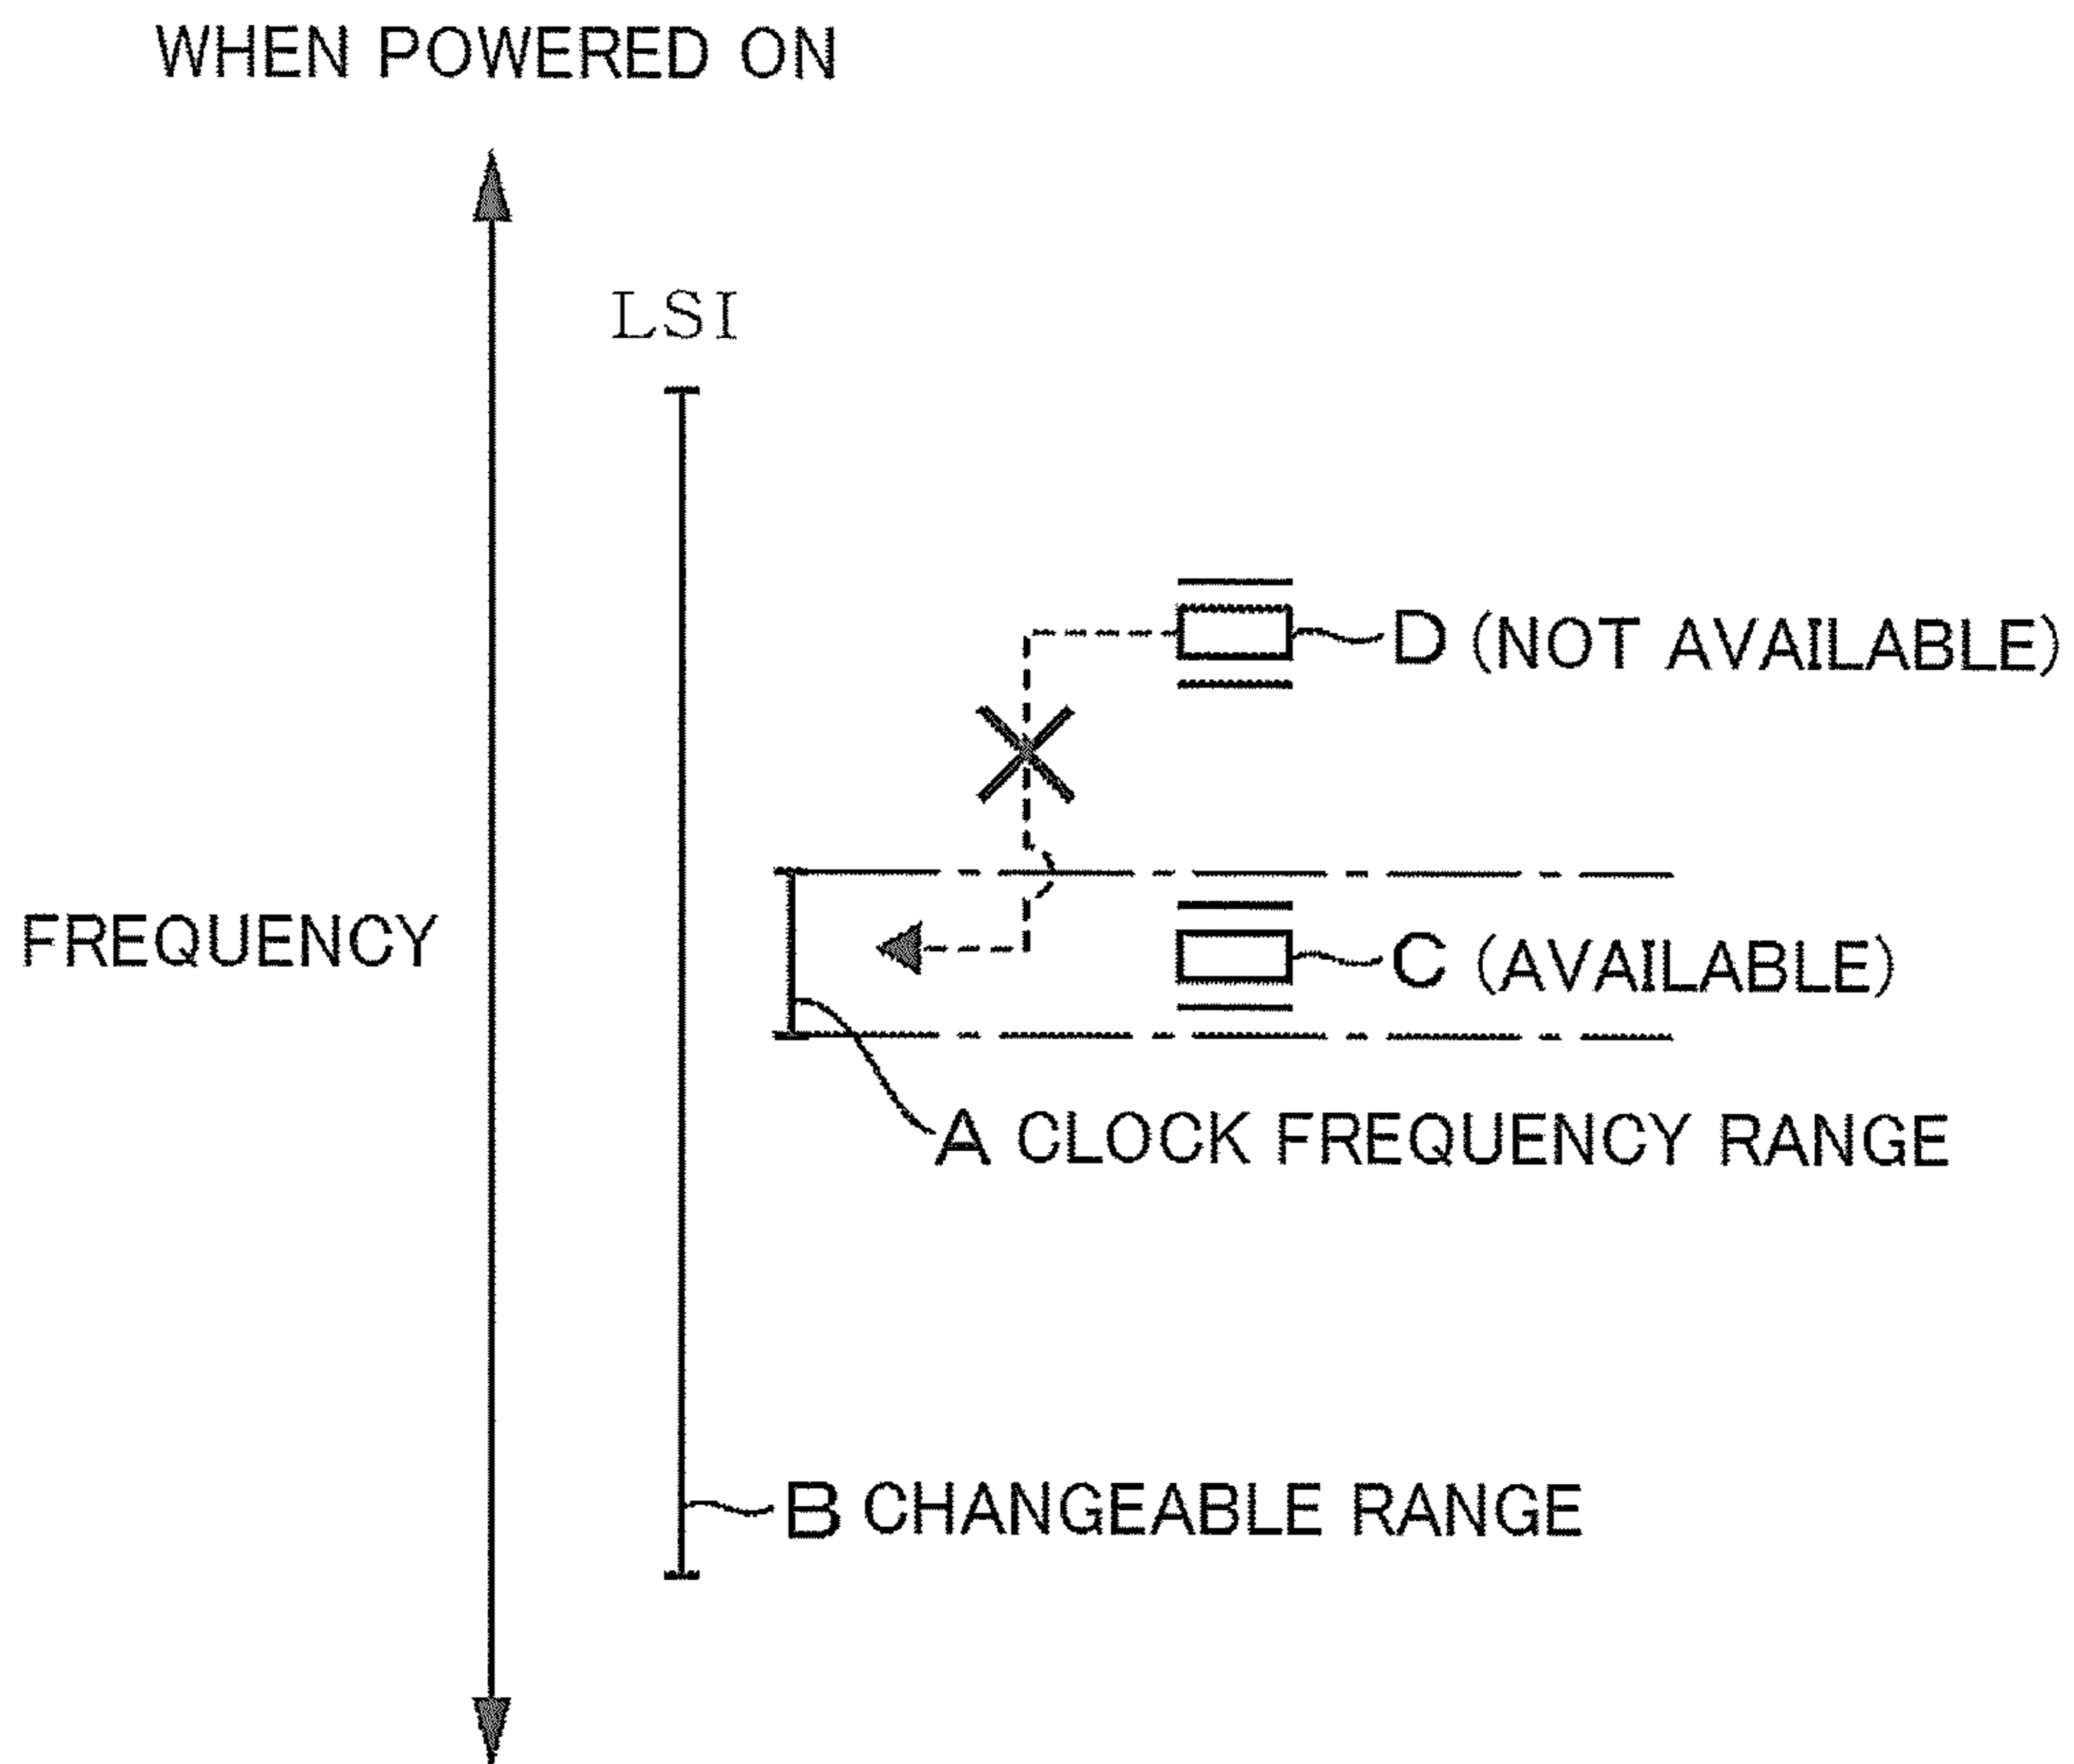 WHEN POWERED ON
LSI
D (NOT AVAILABLE)
FREQUENCY
C (AVAILABLE)
A CLOCK FREQUENCY RANGE
B CHANGEABLE RANGE